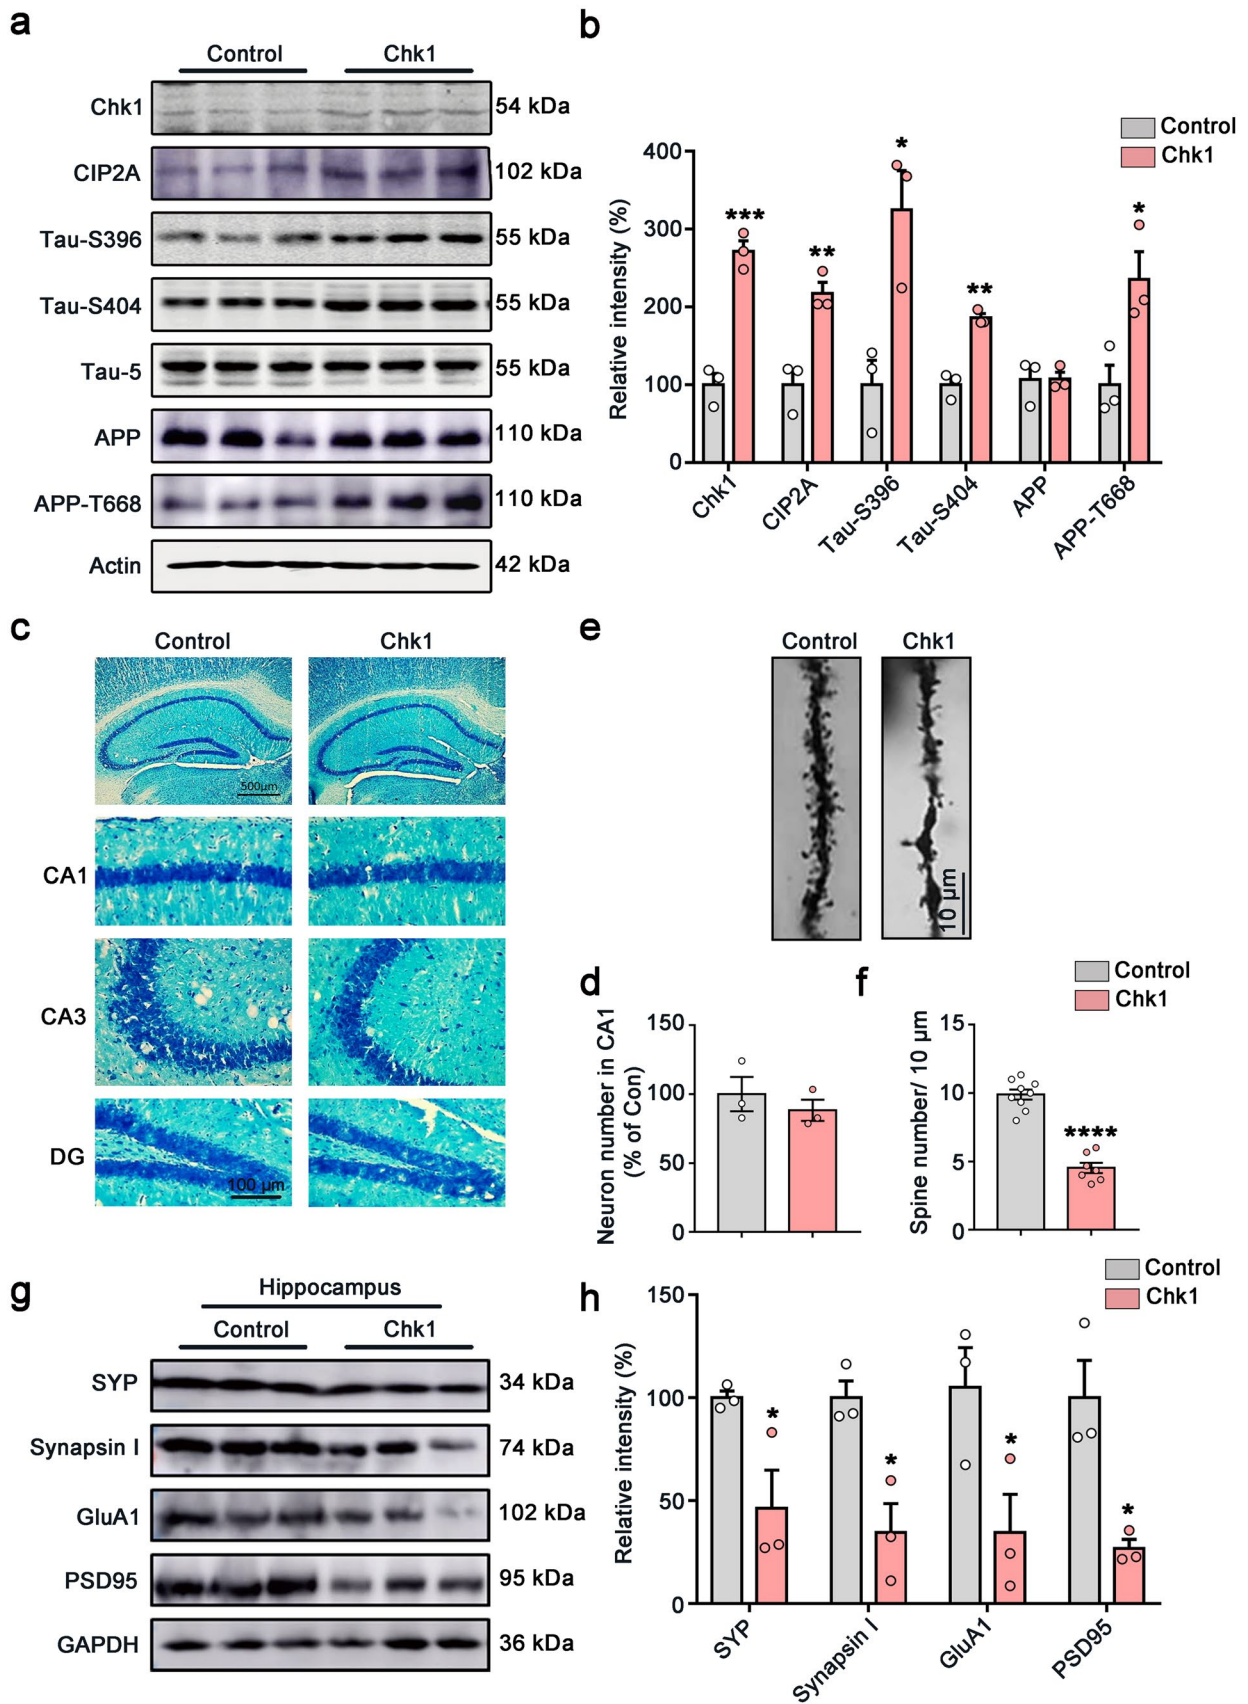 a
Control
Chk1
Chk1
54 kDa
CIP2A
102 kDa
Tau-S396
55 kDa
Tau-S404
55 kDa
Tau-5
55 kDa
APP
110 kDa
APP-T668
110 kDa
Actin
42 kDa
b
Control
Chk1
Relative intensity (%)
400
300
200
100
0
***
**
*
**
*
Chk1
CIP2A
Tau-S396
Tau-S404
APP
APP-T668
c
Control
Chk1
500μm
CA1
CA3
DG
100 μm
e
Control
Chk1
10 μm
d
Neuron number in CA1
(% of Con)
150
100
50
0
f
Control
Chk1
Spine number/ 10 μm
15
10
5
0
****
g
Hippocampus
Control
Chk1
SYP
34 kDa
Synapsin I
74 kDa
GluA1
102 kDa
PSD95
95 kDa
GAPDH
36 kDa
h
Control
Chk1
Relative intensity (%)
150
100
50
0
*
*
*
*
SYP
Synapsin I
GluA1
PSD95